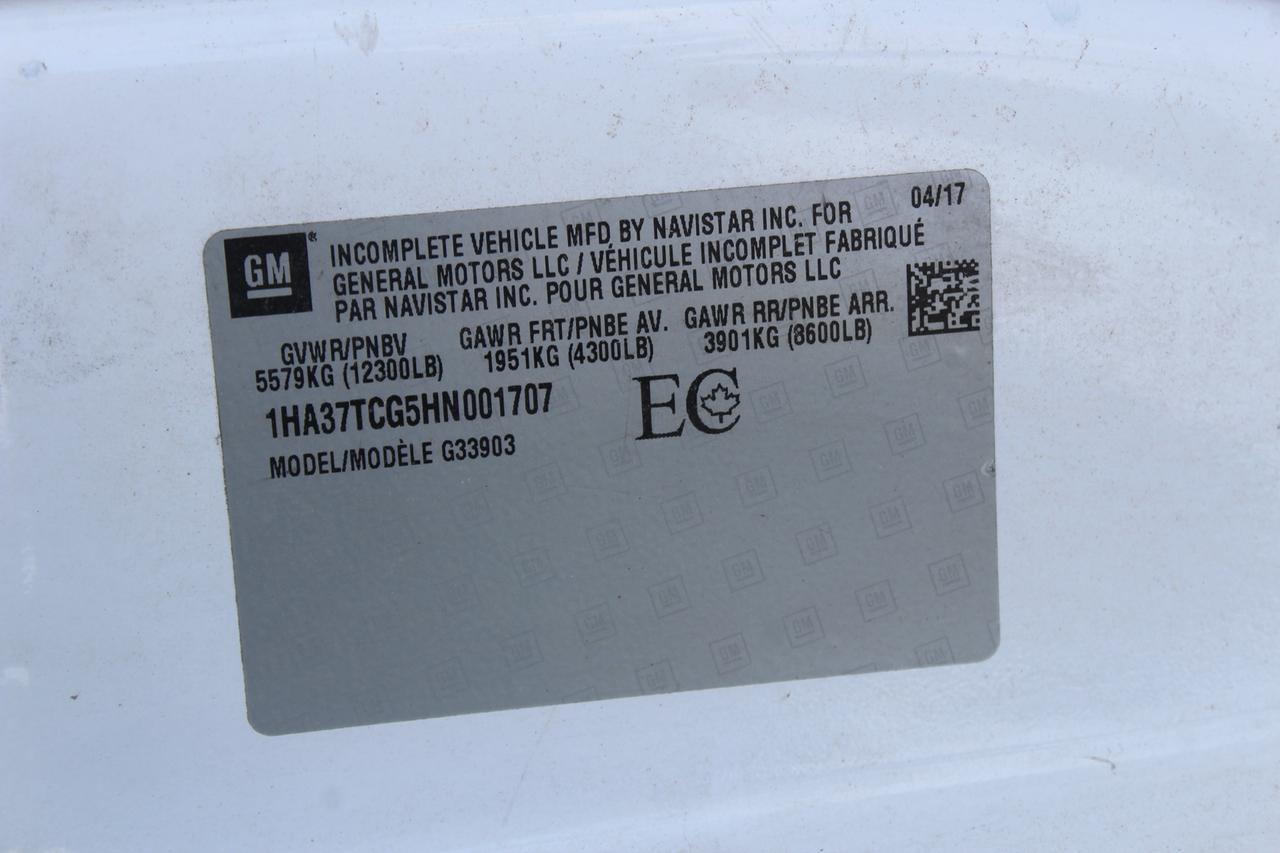 04/17
GM
INCOMPLETE VEHICLE MFD BY NAVISTAR INC. FOR
GENERAL MOTORS LLC / VÉHICULE INCOMPLET FABRIQUÉ
PAR NAVISTAR INC. POUR GENERAL MOTORS LLC
GVWR/PNBV GAWR FRT/PNBE AV. GAWR RR/PNBE ARR.
5579KG (12300LB) 1951KG (4300LB) 3901KG (8600LB)
1HA37TCG5HN001707 EC
MODEL/MODÈLE G33903